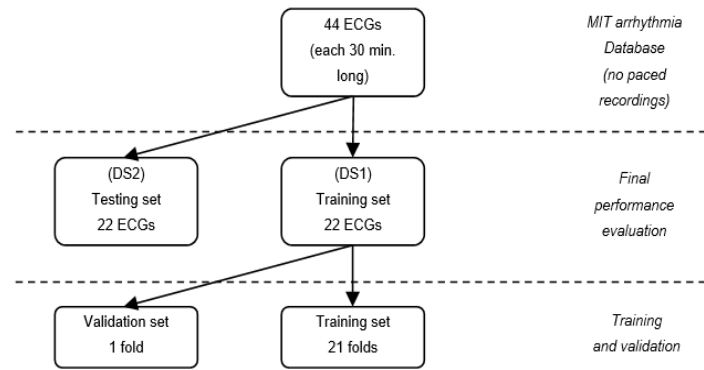 44 ECGs
(each 30 min.
long)
MIT arrhythmia
Database
(no paced
recordings)
(DS2)
Testing set
22 ECGs
(DS1)
Training set
22 ECGs
Final
performance
evaluation
Validation set
1 fold
Training set
21 folds
Training
and validation